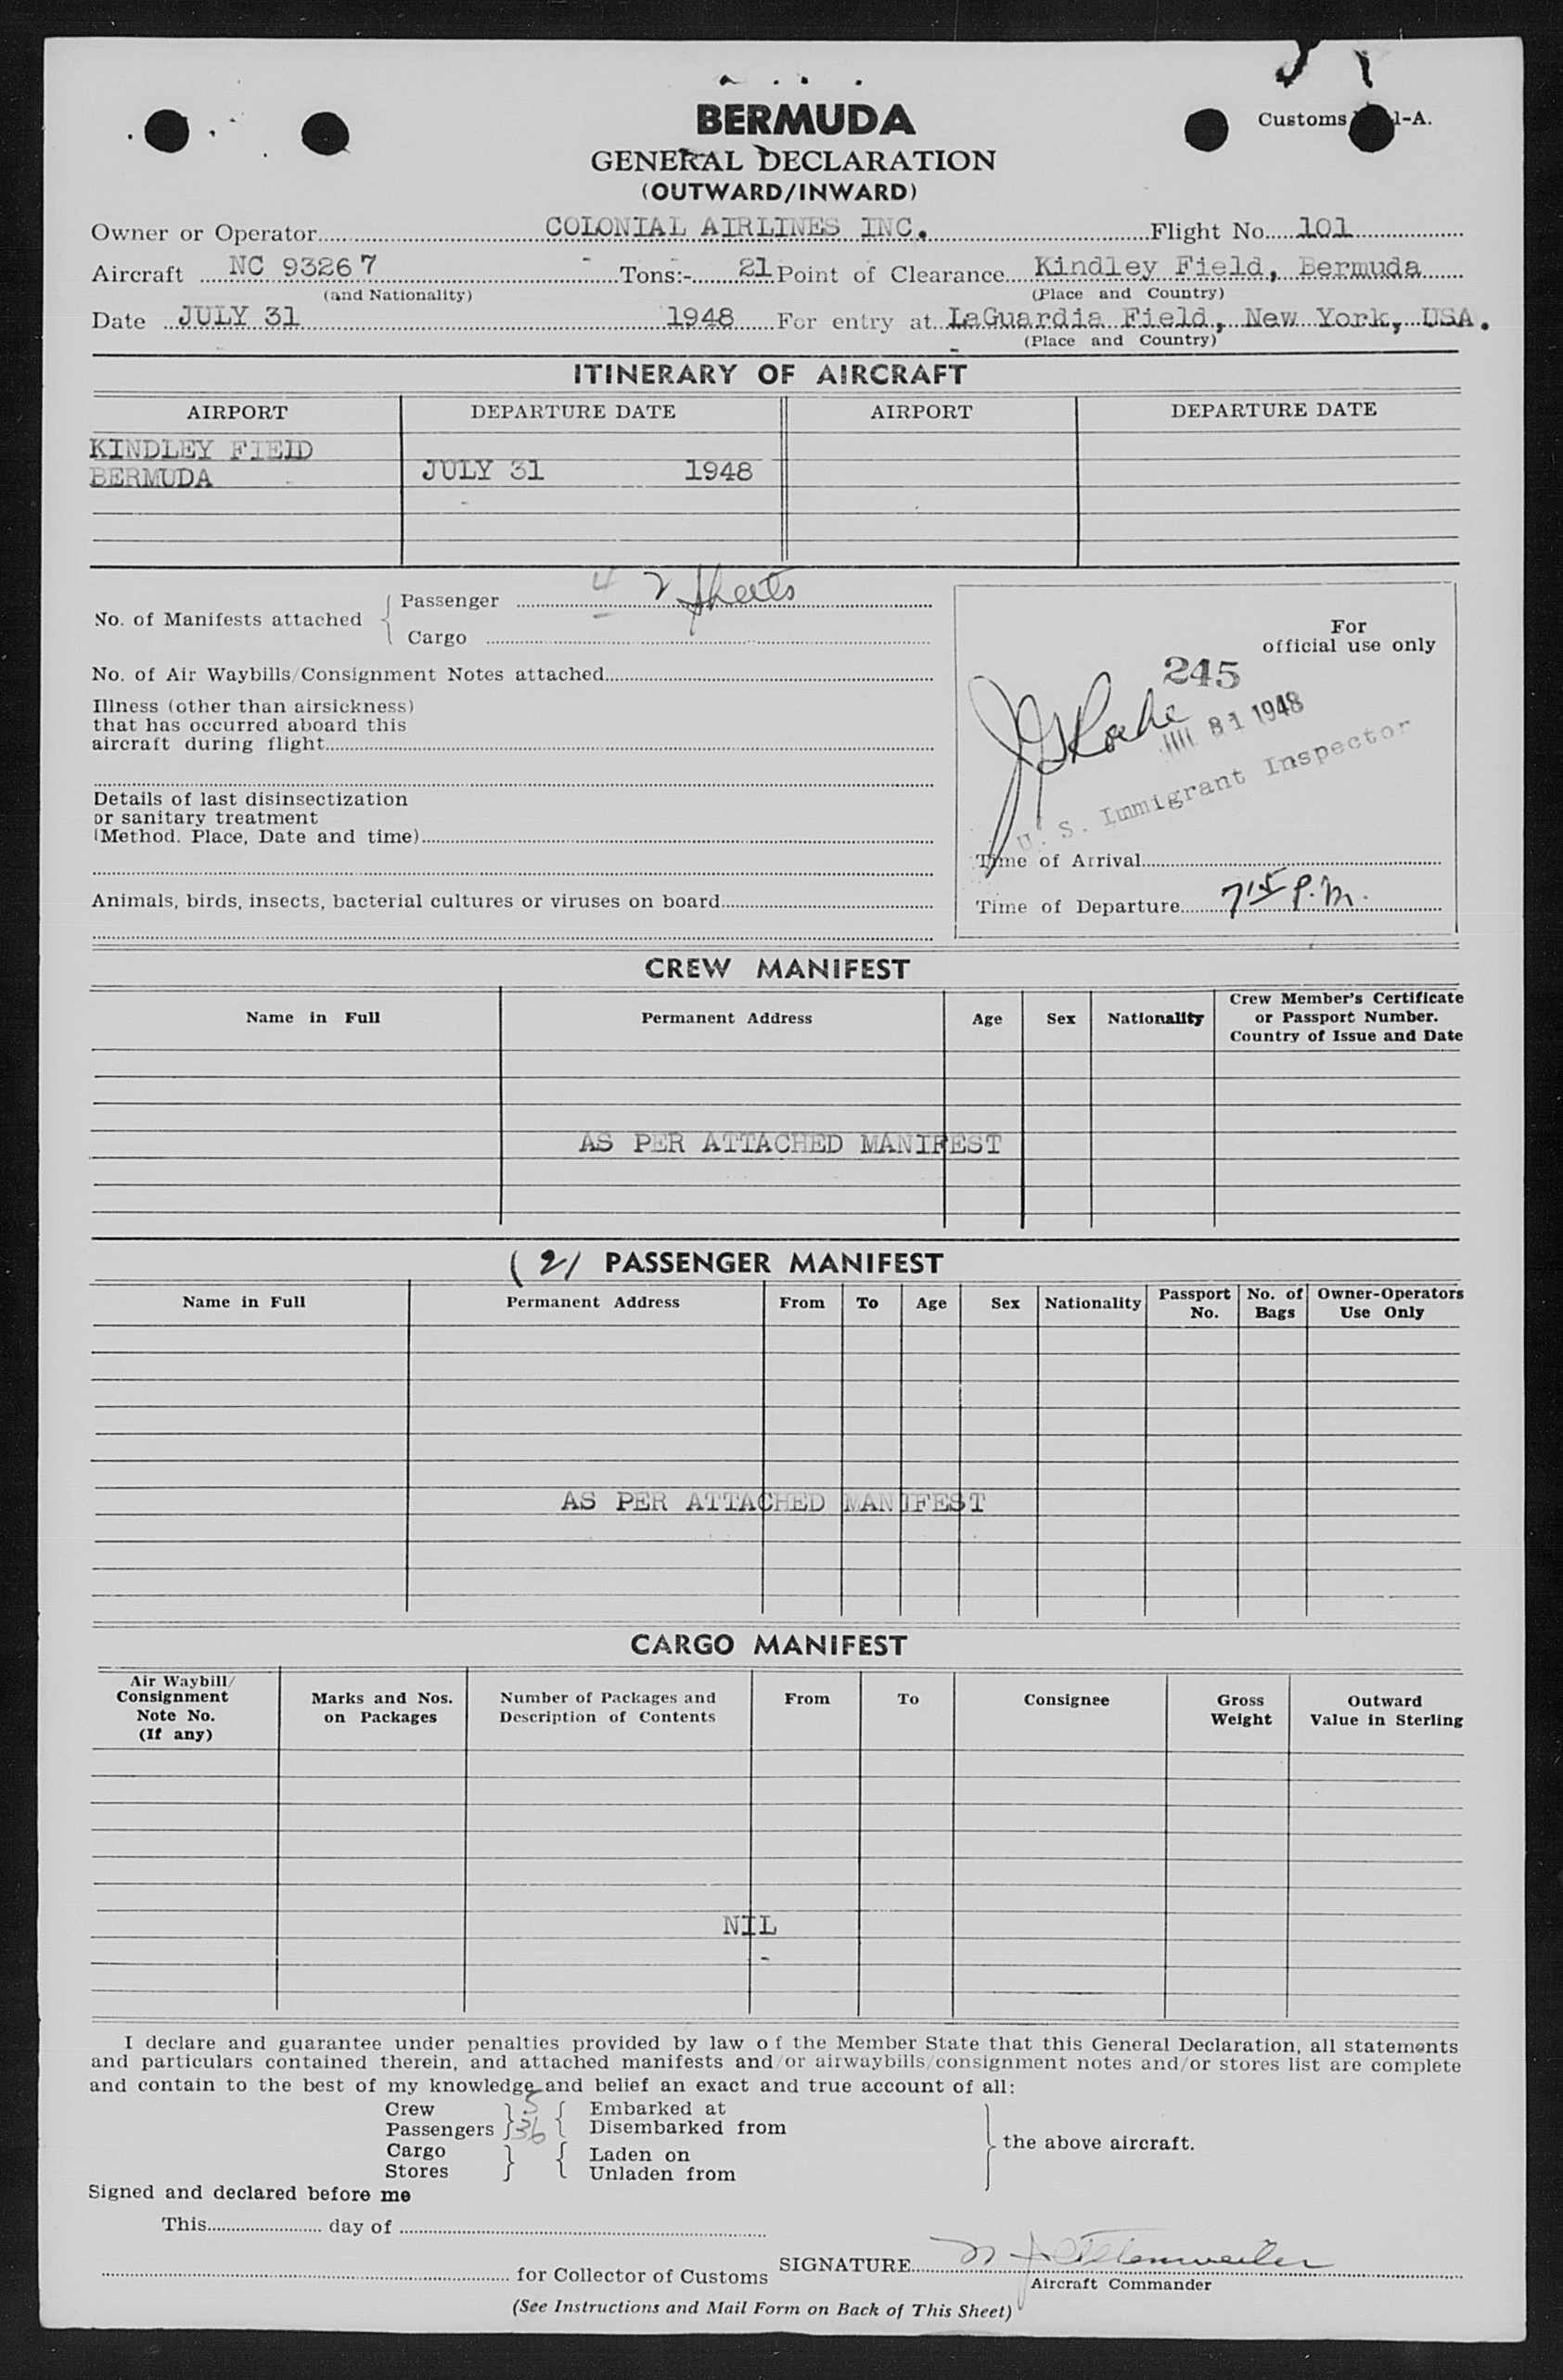 BERMUDA
Customs 1-A.
GENERAL DECLARATION
(OUTWARD/INWARD)
Owner or Operator COLONIAL AIRLINES INC. Flight No. 101
Aircraft NC 93267 Tons:- 21 Point of Clearance Kindley Field, Bermuda
(and Nationality) (Place and Country)
Date JULY 31 1948 For entry at LaGuardia Field, New York, USA.
(Place and Country)
ITINERARY OF AIRCRAFT
AIRPORT DEPARTURE DATE AIRPORT DEPARTURE DATE
KINDLEY FIEID
BERMUDA JULY 31 1948
No. of Manifests attached
Passenger 4 2 sheets
Cargo
No. of Air Waybills/Consignment Notes attached
Illness (other than airsickness)
that has occurred aboard this
aircraft during flight
Details of last disinsectization
or sanitary treatment
(Method. Place, Date and time)
Animals, birds, insects, bacterial cultures or viruses on board
For
official use only
245
31 1948
U. S. Immigrant Inspector
Time of Arrival
Time of Departure 7 15 P.M.
CREW MANIFEST
Name in Full Permanent Address Age Sex Nationality Crew Member's Certificate
or Passport Number.
Country of Issue and Date
AS PER ATTACHED MANIFEST
(2) PASSENGER MANIFEST
Name in Full Permanent Address From To Age Sex Nationality Passport No. No. of Bags Owner-Operators Use Only
AS PER ATTACHED MANIFEST
CARGO MANIFEST
Air Waybill/
Consignment
Note No.
(If any)
Marks and Nos.
on Packages
Number of Packages and
Description of Contents
From To Consignee
Gross
Weight
Outward
Value in Sterling
NIL
I declare and guarantee under penalties provided by law of the Member State that this General Declaration, all statements
and particulars contained therein, and attached manifests and/or airwaybills/consignment notes and/or stores list are complete
and contain to the best of my knowledge and belief an exact and true account of all:
Crew 5 Embarked at
Passengers 36 Disembarked from
Cargo Laden on
Stores Unladen from
the above aircraft.
Signed and declared before me
This day of
for Collector of Customs SIGNATURE
Aircraft Commander
(See Instructions and Mail Form on Back of This Sheet)